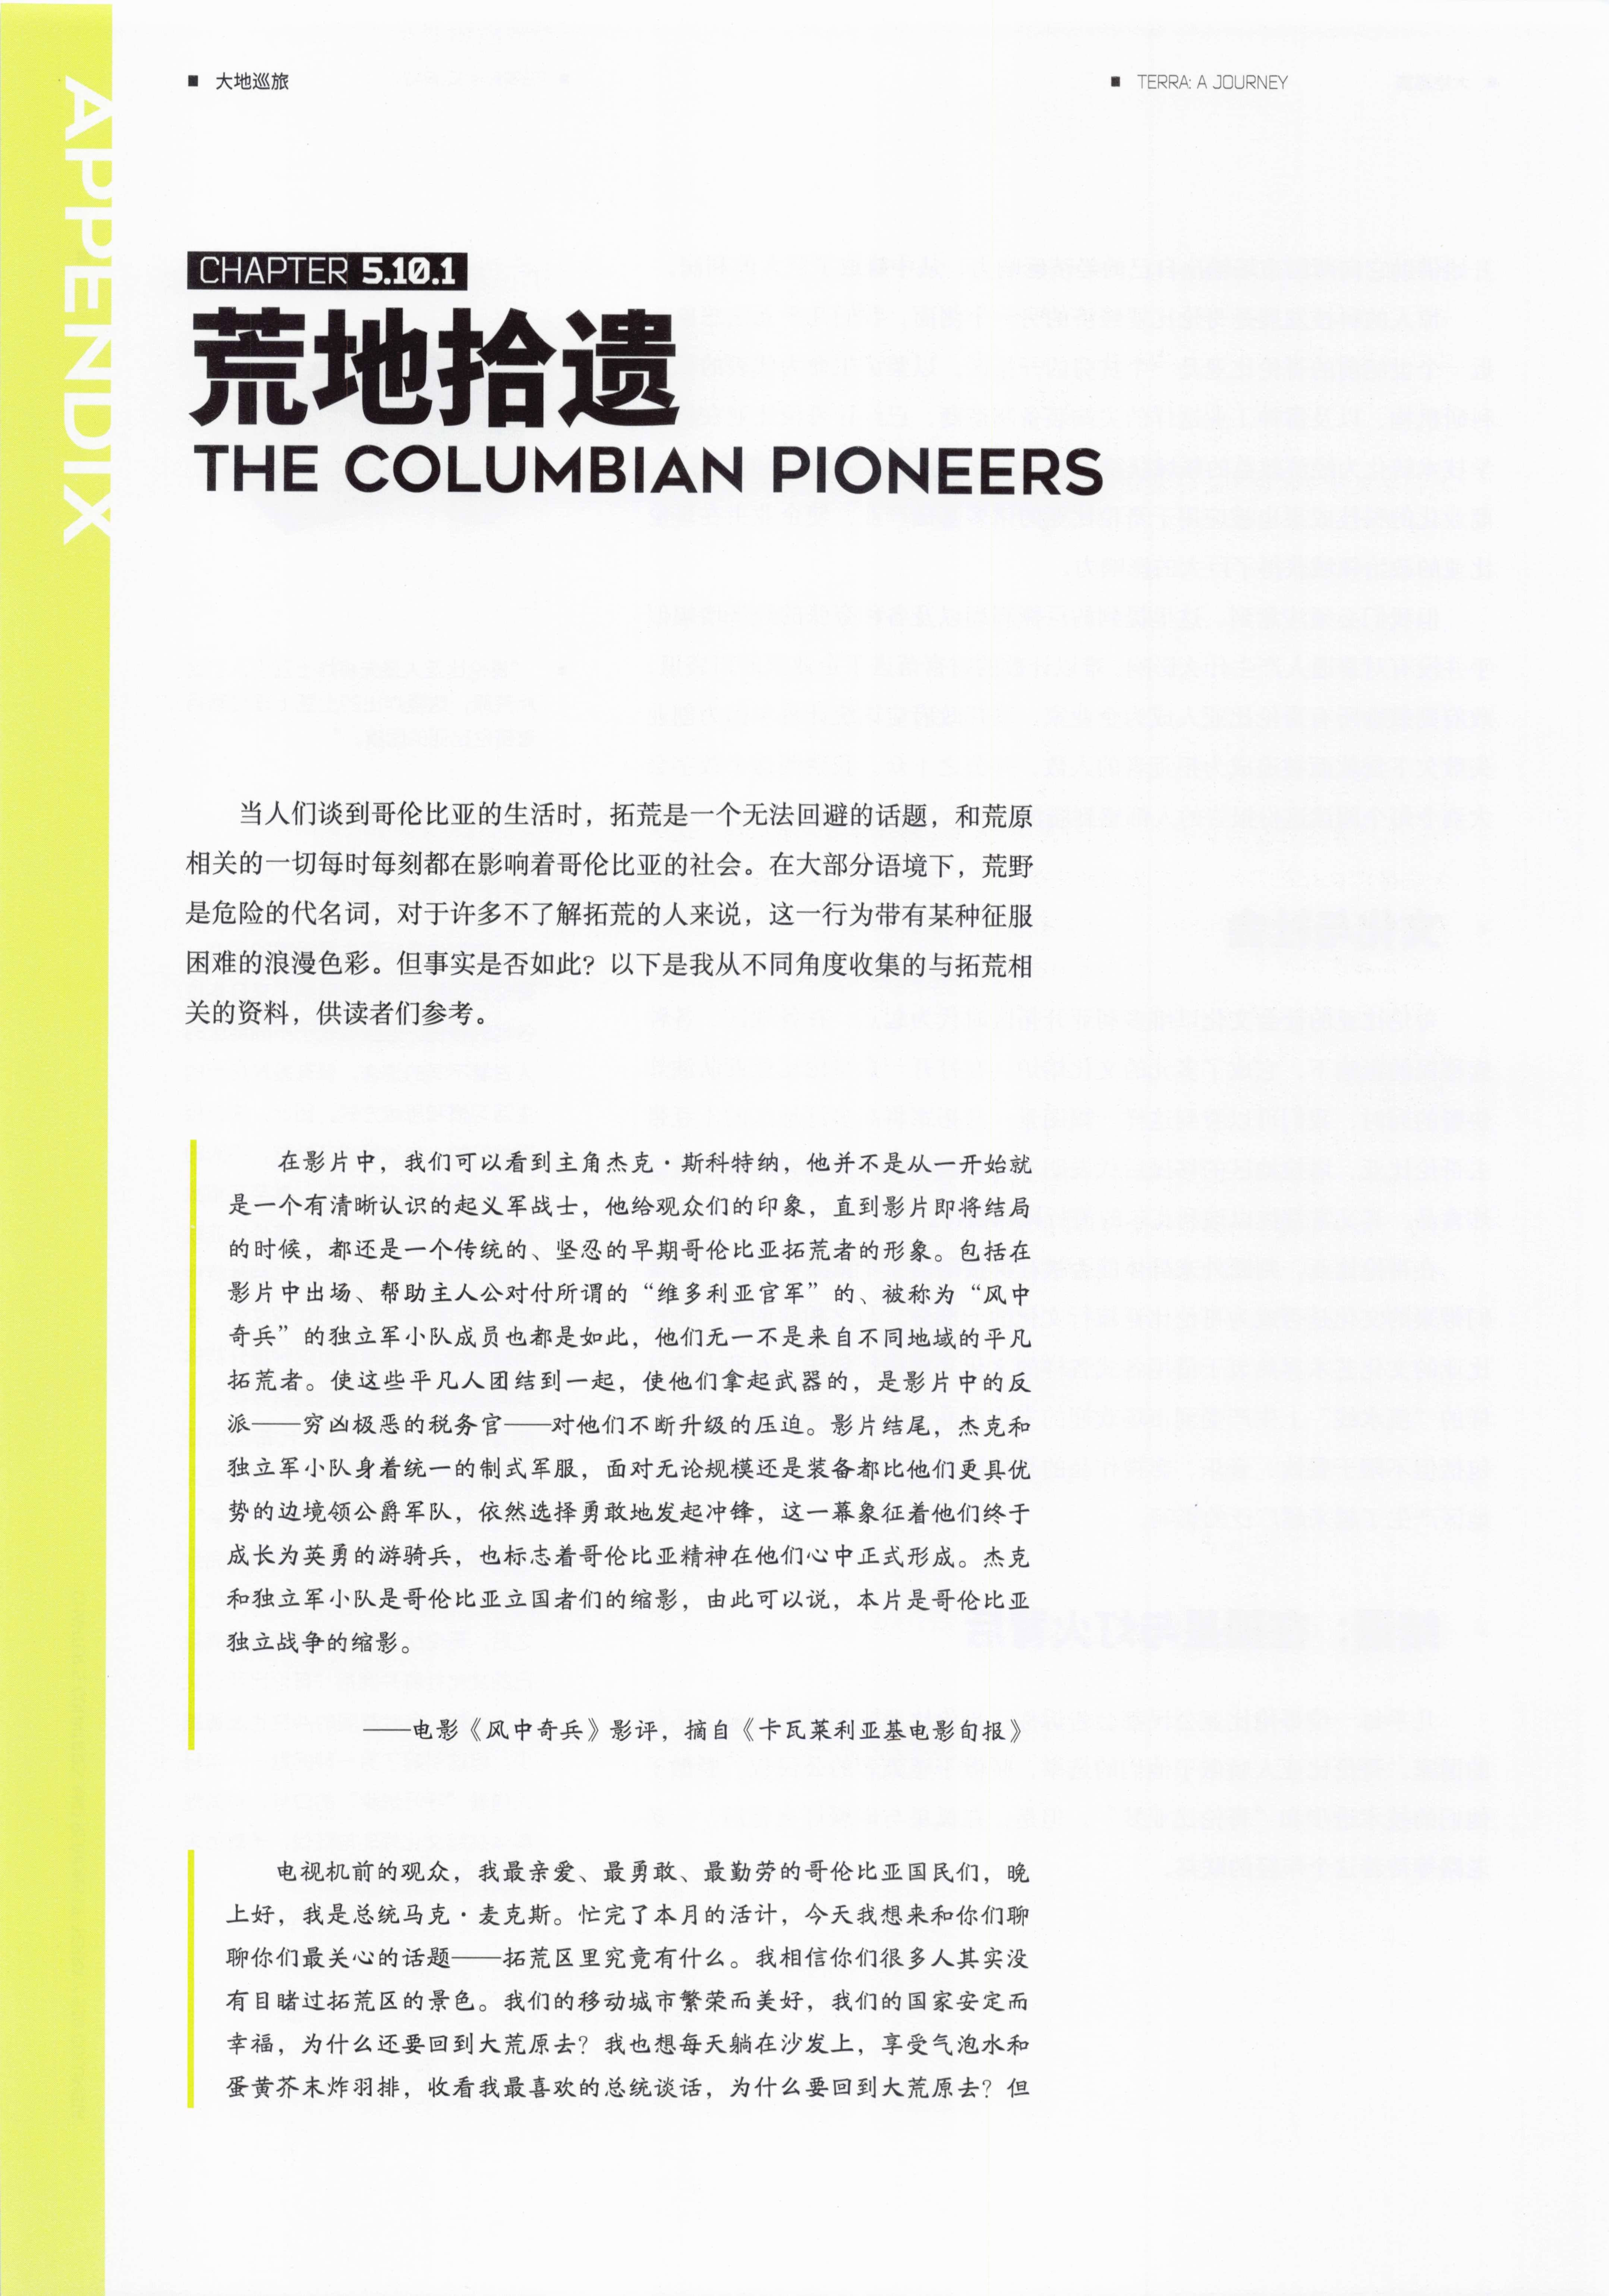 ■ 大地巡旅
■ TERRA: A JOURNEY
APPENDIX
CHAPTER 5.10.1
荒地拾遗
THE COLUMBIAN PIONEERS
当人们谈到哥伦比亚的生活时，拓荒是一个无法回避的话题，和荒原
相关的一切每时每刻都在影响着哥伦比亚的社会。在大部分语境下，荒野
是危险的代名词，对于许多不了解拓荒的人来说，这一行为带有某种征服
困难的浪漫色彩。但事实是否如此？以下是我从不同角度收集的与拓荒相
关的资料，供读者们参考。
在影片中，我们可以看到主角杰克·斯科特纳，他并不是从一开始就
是一个有清晰认识的起义军战士，他给观众们的印象，直到影片即将结局
的时候，都还是一个传统的、坚忍的早期哥伦比亚拓荒者的形象。包括在
影片中出场、帮助主人公对付所谓的“维多利亚官军”的、被称为“风中
奇兵”的独立军小队成员也都是如此，他们无一不是来自不同地域的平凡
拓荒者。使这些平凡人团结到一起，使他们拿起武器的，是影片中的反
派——穷凶极恶的税务官——对他们不断升级的压迫。影片结尾，杰克和
独立军小队身着统一的制式军服，面对无论规模还是装备都比他们更具优
势的边境领公爵军队，依然选择勇敢地发起冲锋，这一幕象征着他们终于
成长为英勇的游骑兵，也标志着哥伦比亚精神在他们心中正式形成。杰克
和独立军小队是哥伦比亚立国者们的缩影，由此可以说，本片是哥伦比亚
独立战争的缩影。
——电影《风中奇兵》影评，摘自《卡瓦莱利亚基电影旬报》
电视机前的观众，我最亲爱、最勇敢、最勤劳的哥伦比亚国民们，晚
上好，我是总统马克·麦克斯。忙完了本月的活计，今天我想来和你们聊
聊你们最关心的话题——拓荒区里究竟有什么。我相信你们很多人其实没
有目睹过拓荒区的景色。我们的移动城市繁荣而美好，我们的国家安定而
幸福，为什么还要回到大荒原去？我也想每天躺在沙发上，享受气泡水和
蛋黄芥末炸羽排，收看我最喜欢的总统谈话，为什么要回到大荒原去？但